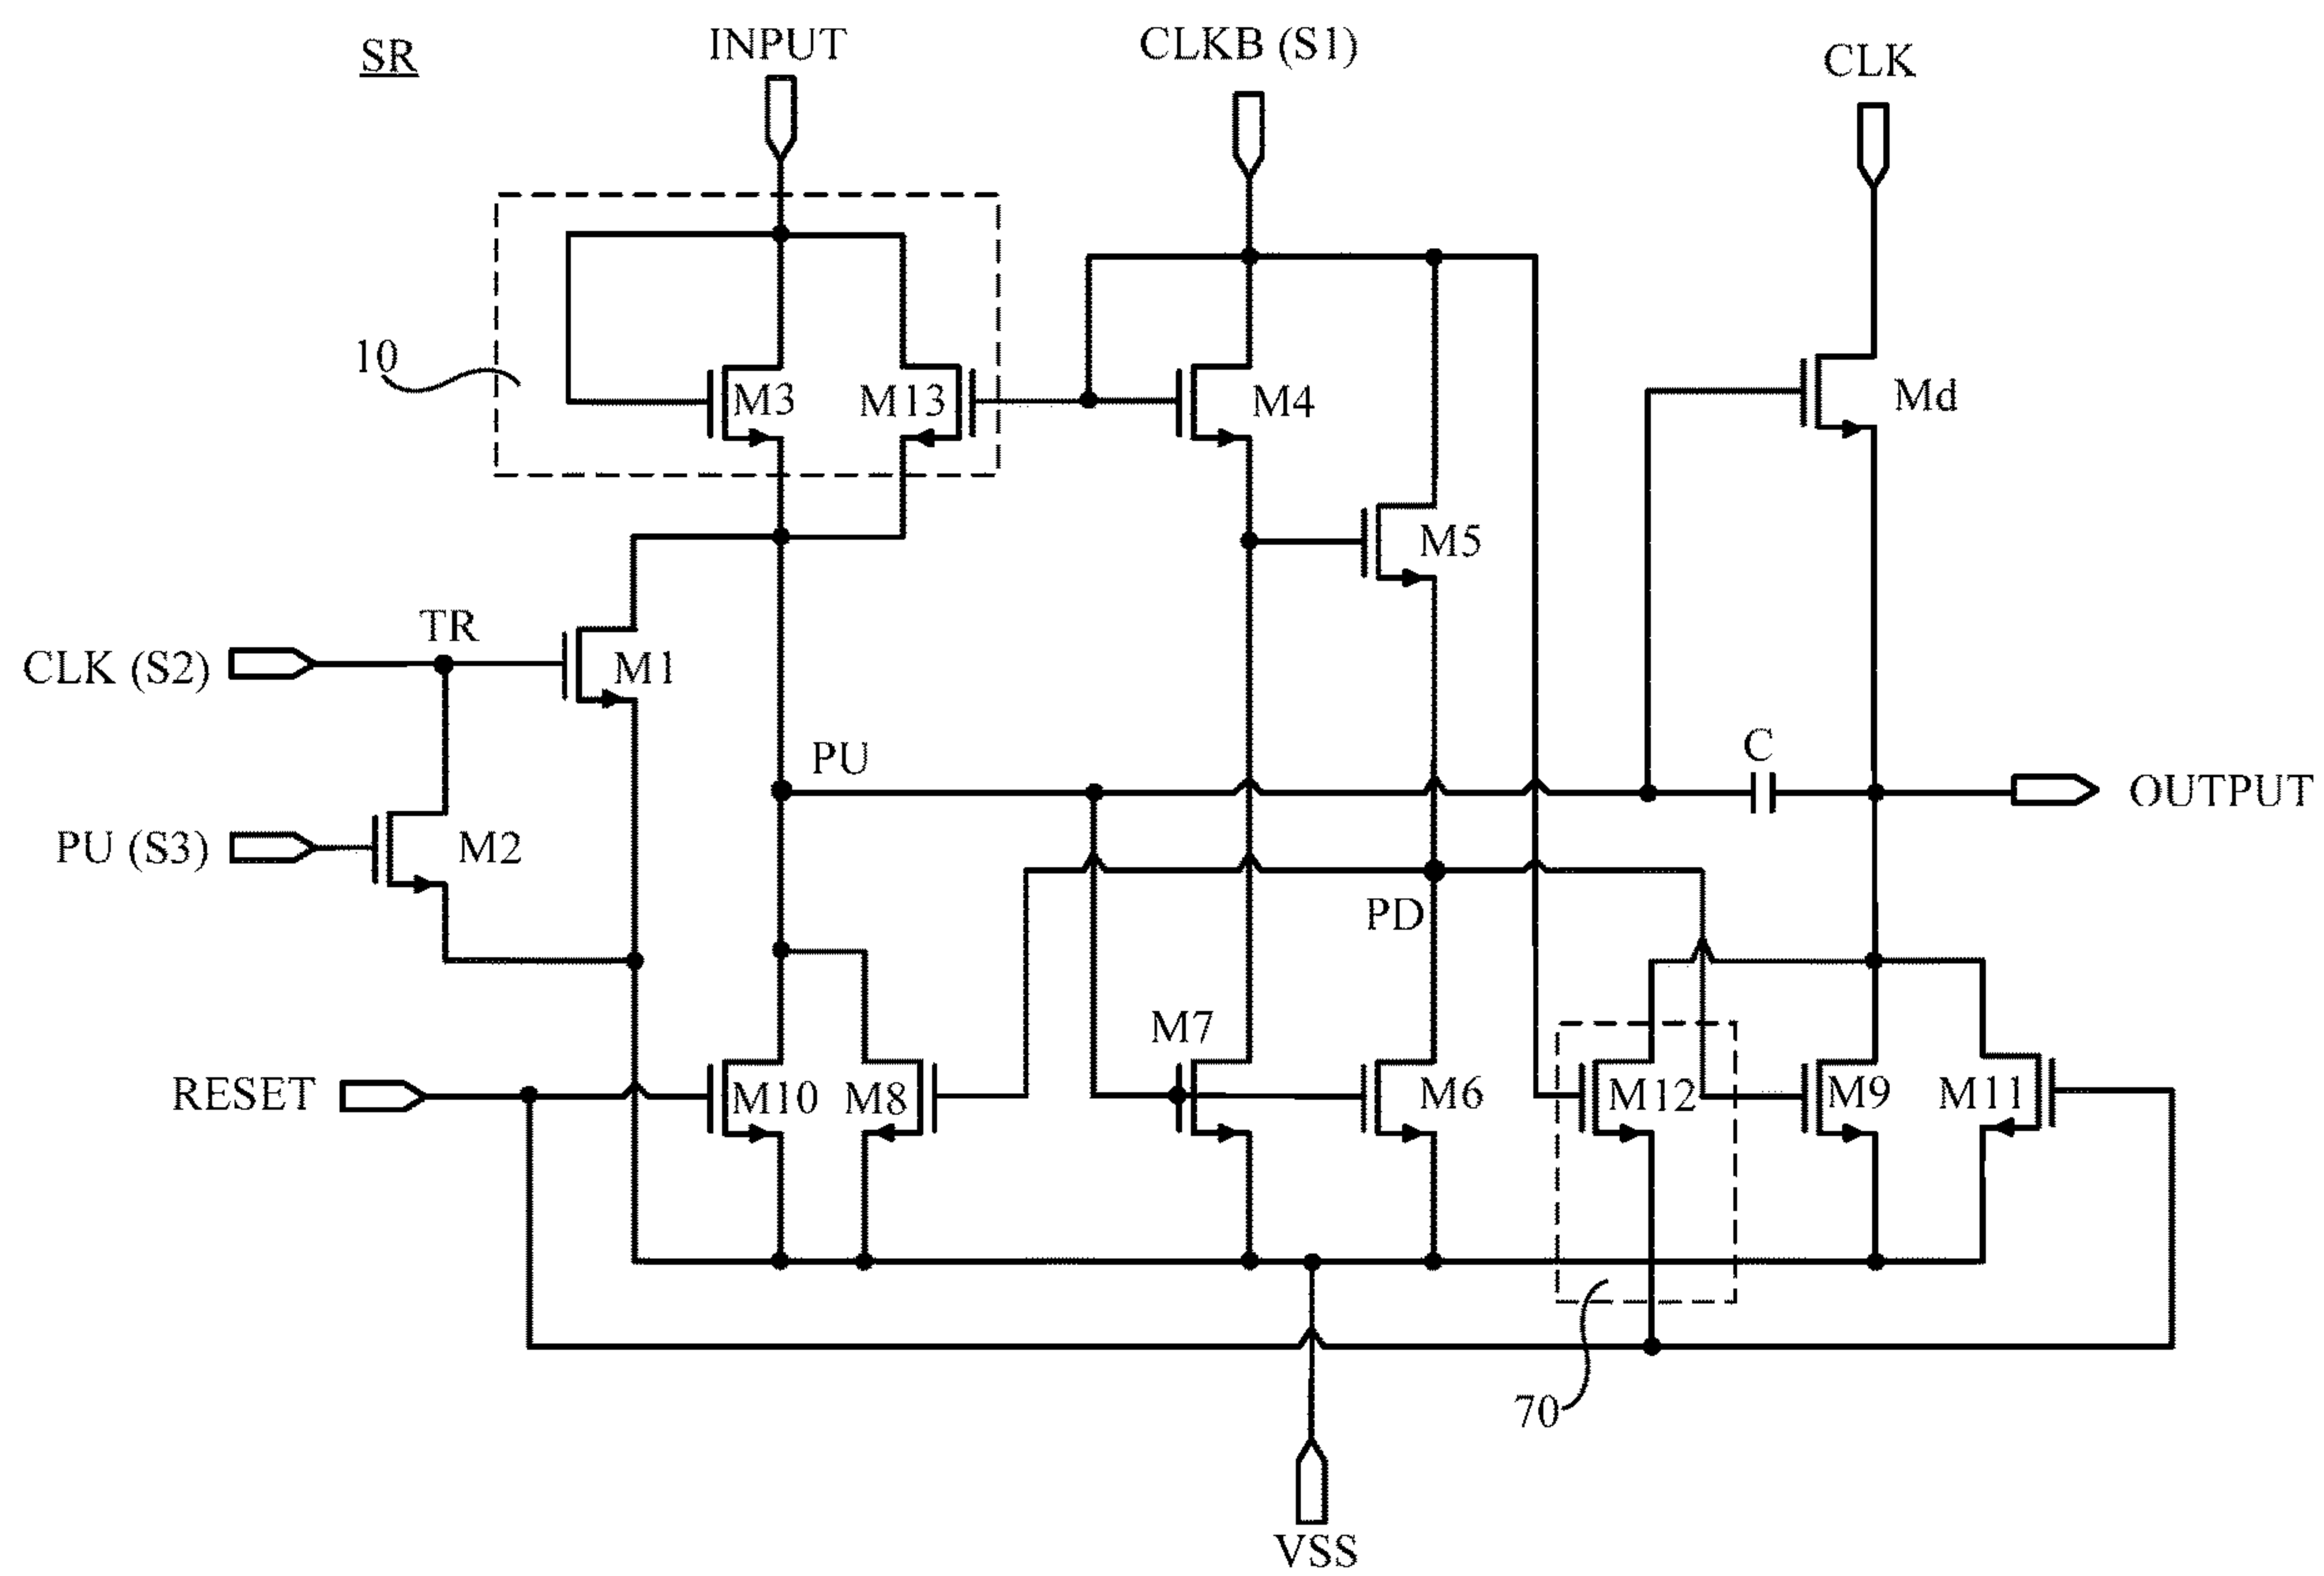 SR
INPUT
CLKB (S1)
CLK
10
M3
M13
M4
Md
M5
TR
CLK (S2)
M1
PU
C
OUTPUT
PU (S3)
M2
PD
M7
RESET
M10
M8
M6
M12
M9
M11
70
VSS